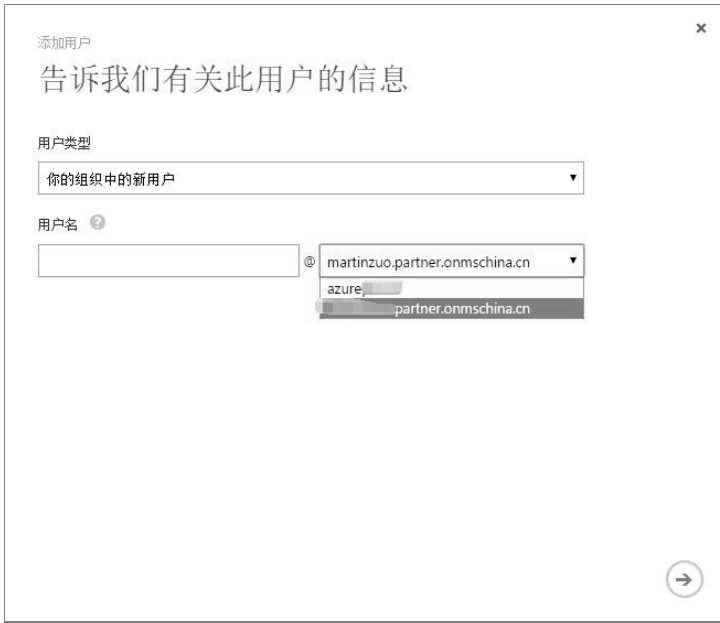 添加用户
告诉我们有关此用户的信息
用户类型
你的组织中的新用户
用户名 ?
@ martinzuo.partner.onmschina.cn
azure
partner.onmschina.cn